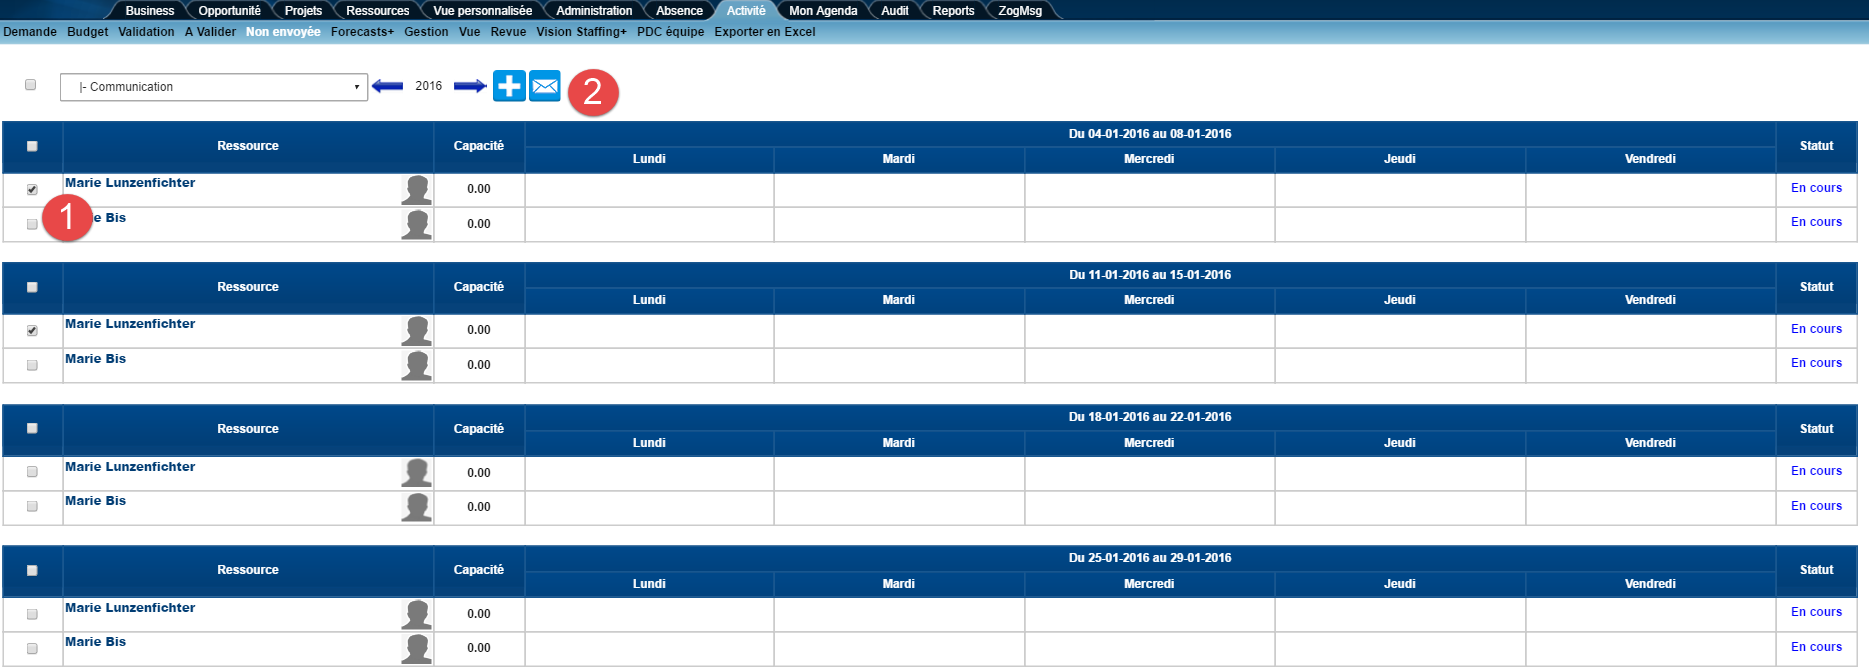 Business Opportunité Projets Ressources Vue personnalisée Administration Absence Activité Mon Agenda Audit Reports ZogMsg
Demande Budget Validation A Valider Non envoyée Forecasts+ Gestion Vue Revue Vision Staffing+ PDC équipe Exporter en Excel
|- Communication 2016 2
Ressource Capacité Du 04-01-2016 au 08-01-2016 Statut
Lundi Mardi Mercredi Jeudi Vendredi
Marie Lunzenfichter 0.00 En cours
1 e Bis 0.00 En cours
Ressource Capacité Du 11-01-2016 au 15-01-2016 Statut
Lundi Mardi Mercredi Jeudi Vendredi
Marie Lunzenfichter 0.00 En cours
Marie Bis 0.00 En cours
Ressource Capacité Du 18-01-2016 au 22-01-2016 Statut
Lundi Mardi Mercredi Jeudi Vendredi
Marie Lunzenfichter 0.00 En cours
Marie Bis 0.00 En cours
Ressource Capacité Du 25-01-2016 au 29-01-2016 Statut
Lundi Mardi Mercredi Jeudi Vendredi
Marie Lunzenfichter 0.00 En cours
Marie Bis 0.00 En cours